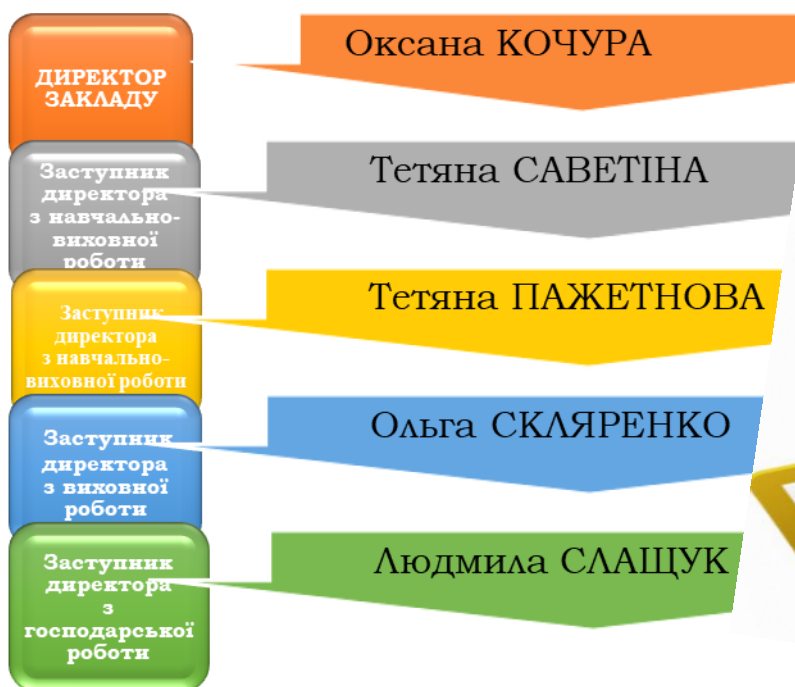 ДИРЕКТОР
ЗАКЛАДУ
Оксана КОЧУРА
Заступник
директора
з навчально-
виховної
роботи
Тетяна САВЕТІНА
Заступник
директора
з навчально-
виховної роботи
Тетяна ПАЖЕТНОВА
Заступник
директора
з виховної
роботи
Ольга СКЛЯРЕНКО
Заступник
директора
з
господарської
роботи
Людмила СЛАЩУК